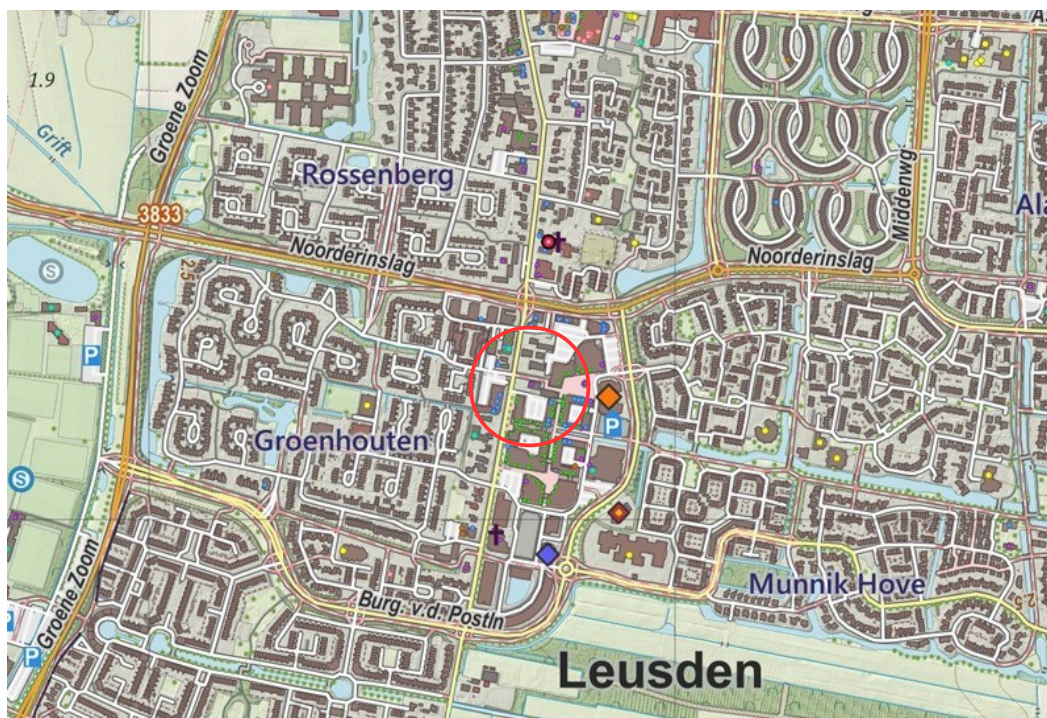 Groene Zoom
1.9
Grift
Rossenberg
3833
Noorderinslag
Middenwg
Noorderinslag
2.5
S
P
P
Groenhouten
S
Groene Zoom
Burg. v.d. Postln
Munnik Hove
2.5
P
P
Leusden